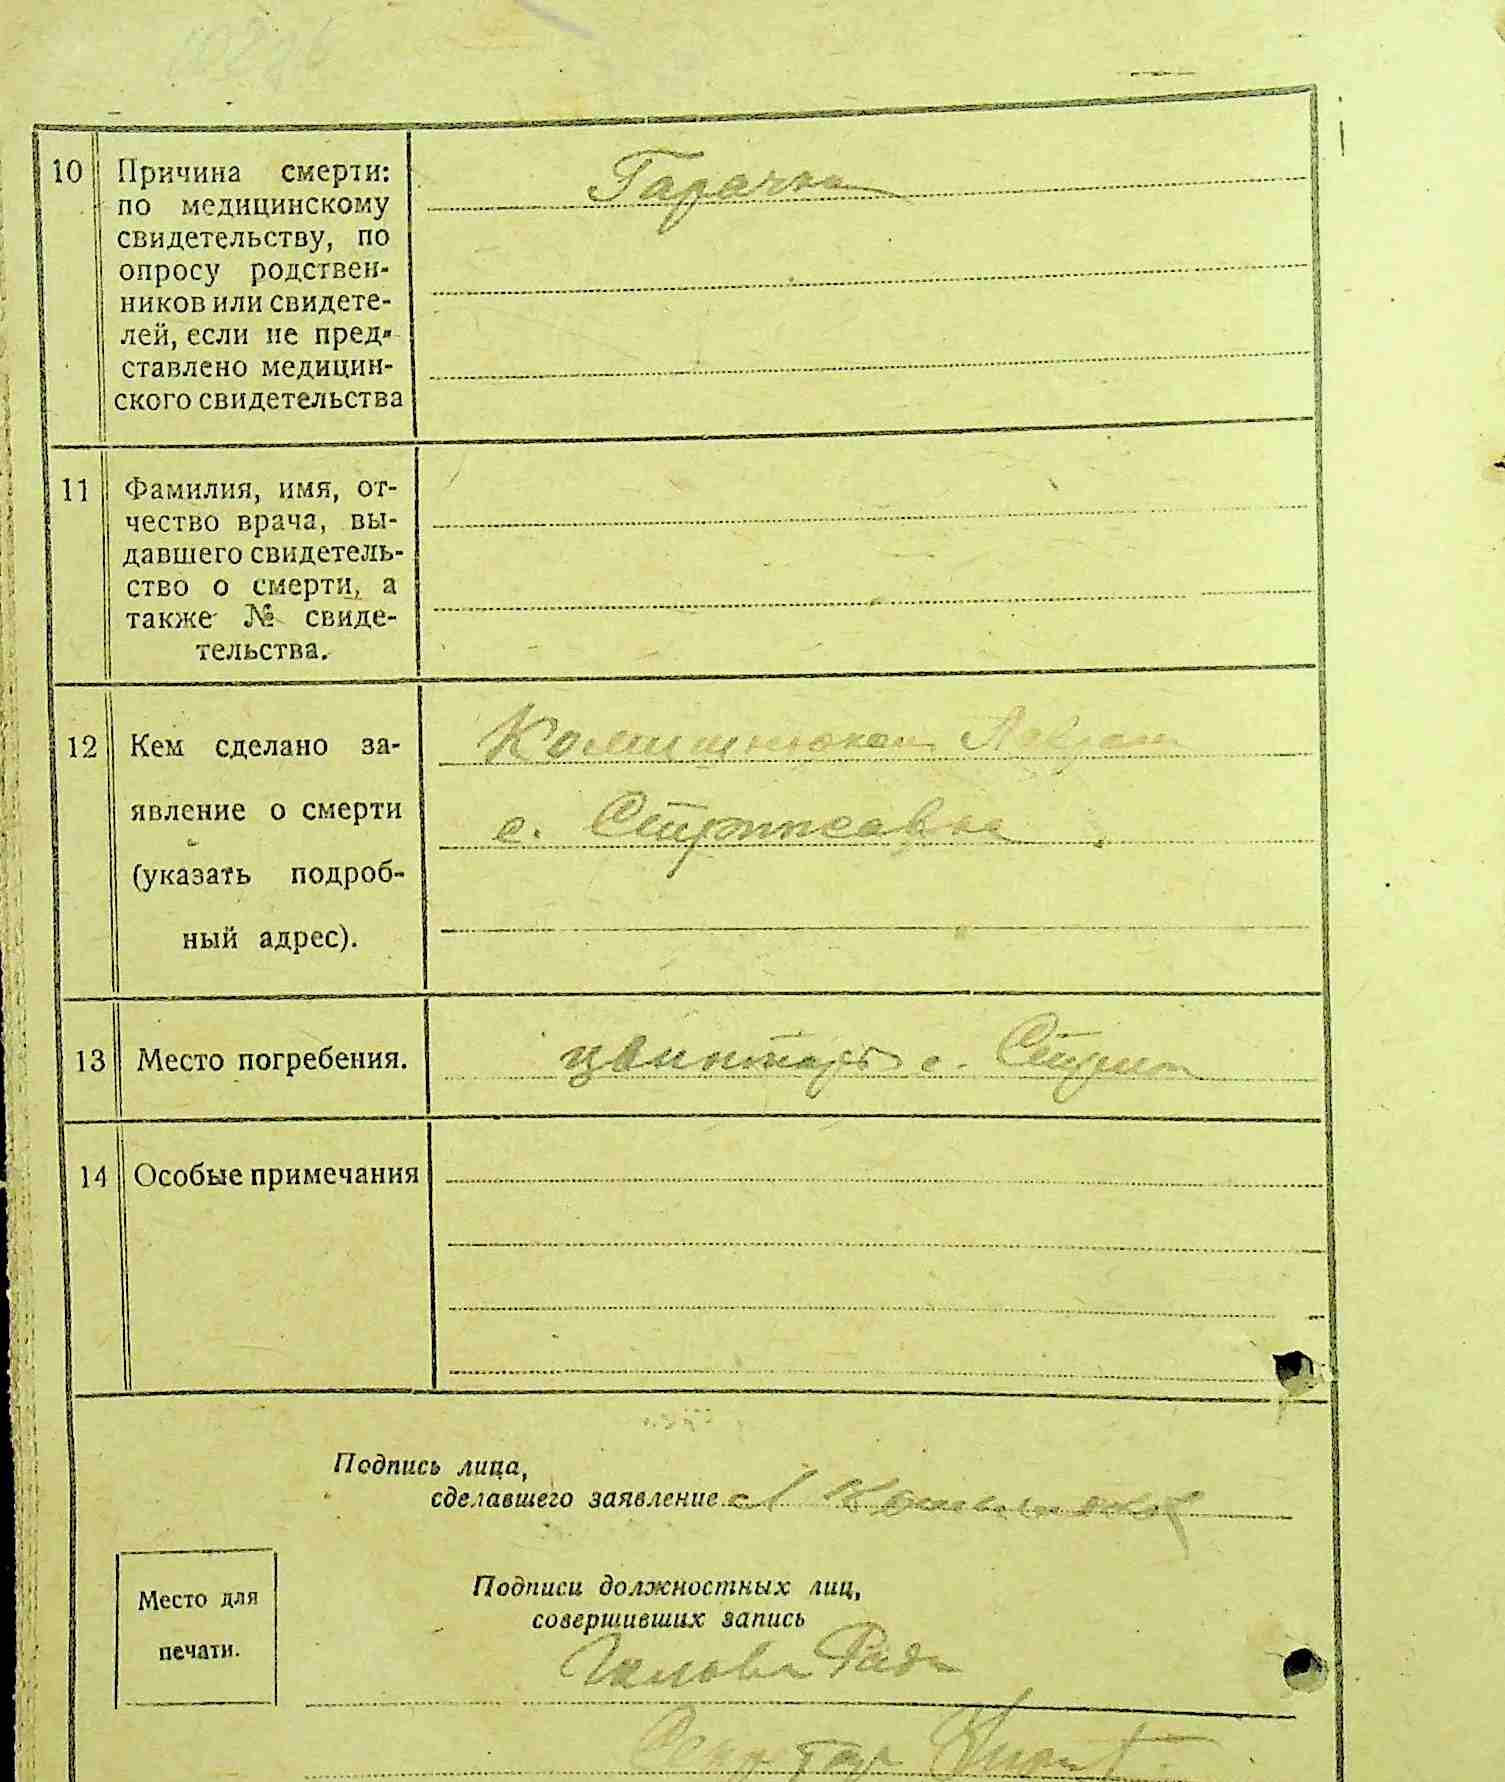 10 Причина смерти:
по медицинскому
свидетельству, по
опросу родствен-
ников или свидете-
лей, если не пред-
ставлено медицин-
ского свидетельства
Гарачка
11 Фамилия, имя, от-
чество врача, вы-
давшего свидетель-
ство о смерти, а
также № свиде-
тельства.
12 Кем сделано за-
явление о смерти
(указать подроб-
ный адрес).
с. Стрижавка
13 Место погребения.
цвинтарь с.
14 Особые примечания
Подпись лица,
сделавшего заявление
Место для
печати.
Подписи должностных лиц,
совершивших запись
Голова Ради
Секретар